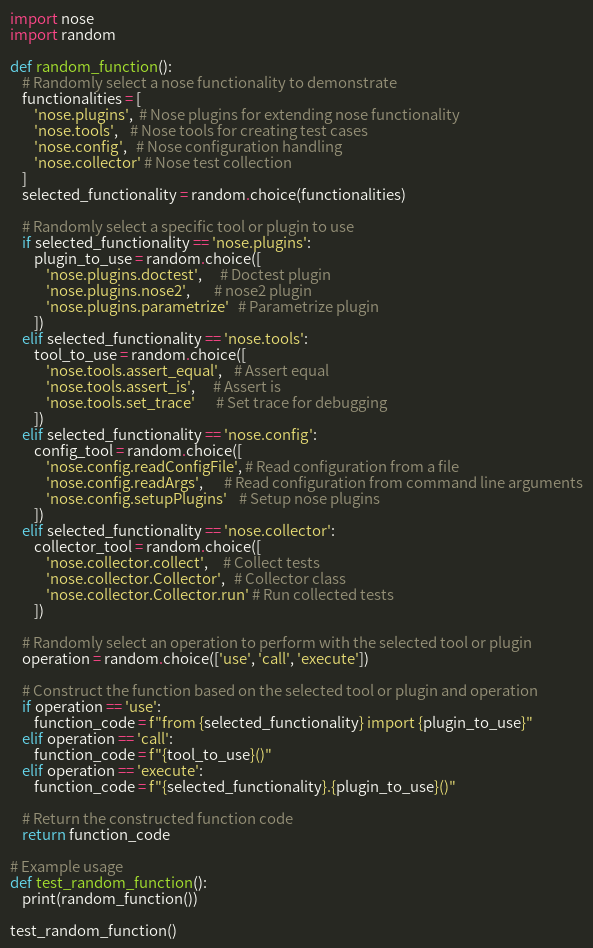 import nose
import random

def random_function():
    # Randomly select a nose functionality to demonstrate
    functionalities = [
        'nose.plugins',  # Nose plugins for extending nose functionality
        'nose.tools',    # Nose tools for creating test cases
        'nose.config',   # Nose configuration handling
        'nose.collector' # Nose test collection
    ]
    selected_functionality = random.choice(functionalities)

    # Randomly select a specific tool or plugin to use
    if selected_functionality == 'nose.plugins':
        plugin_to_use = random.choice([
            'nose.plugins.doctest',      # Doctest plugin
            'nose.plugins.nose2',        # nose2 plugin
            'nose.plugins.parametrize'   # Parametrize plugin
        ])
    elif selected_functionality == 'nose.tools':
        tool_to_use = random.choice([
            'nose.tools.assert_equal',    # Assert equal
            'nose.tools.assert_is',      # Assert is
            'nose.tools.set_trace'       # Set trace for debugging
        ])
    elif selected_functionality == 'nose.config':
        config_tool = random.choice([
            'nose.config.readConfigFile', # Read configuration from a file
            'nose.config.readArgs',       # Read configuration from command line arguments
            'nose.config.setupPlugins'    # Setup nose plugins
        ])
    elif selected_functionality == 'nose.collector':
        collector_tool = random.choice([
            'nose.collector.collect',     # Collect tests
            'nose.collector.Collector',   # Collector class
            'nose.collector.Collector.run' # Run collected tests
        ])

    # Randomly select an operation to perform with the selected tool or plugin
    operation = random.choice(['use', 'call', 'execute'])

    # Construct the function based on the selected tool or plugin and operation
    if operation == 'use':
        function_code = f"from {selected_functionality} import {plugin_to_use}"
    elif operation == 'call':
        function_code = f"{tool_to_use}()"
    elif operation == 'execute':
        function_code = f"{selected_functionality}.{plugin_to_use}()"

    # Return the constructed function code
    return function_code

# Example usage
def test_random_function():
    print(random_function())

test_random_function()